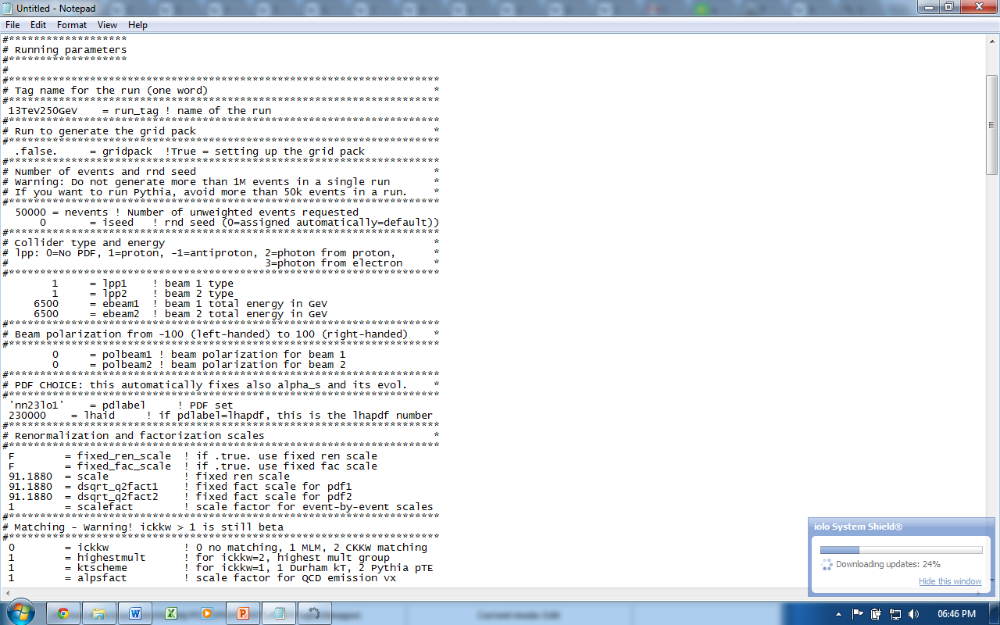 Untitled - Notepad
File Edit Format View Help
#*******************
# Running parameters
#*******************
#
#*********************************************************************
# Tag name for the run (one word)                                    *
#*********************************************************************
 13TeV250GeV    = run_tag ! name of the run
#*********************************************************************
# Run to generate the grid pack                                      *
#*********************************************************************
  .false.     = gridpack  !True = setting up the grid pack
#*********************************************************************
# Number of events and rnd seed                                      *
# Warning: Do not generate more than 1M events in a single run       *
# If you want to run Pythia, avoid more than 50k events in a run.    *
#*********************************************************************
  50000 = nevents ! Number of unweighted events requested
      0       = iseed   ! rnd seed (0=assigned automatically=default))
#*********************************************************************
# Collider type and energy                                           *
# lpp: 0=No PDF, 1=proton, -1=antiproton, 2=photon from proton,      *
#                                         3=photon from electron     *
#*********************************************************************
        1     = lpp1    ! beam 1 type
        1     = lpp2    ! beam 2 type
     6500     = ebeam1  ! beam 1 total energy in GeV
     6500     = ebeam2  ! beam 2 total energy in GeV
#*********************************************************************
# Beam polarization from -100 (left-handed) to 100 (right-handed)    *
#*********************************************************************
        0     = polbeam1 ! beam polarization for beam 1
        0     = polbeam2 ! beam polarization for beam 2
#*********************************************************************
# PDF CHOICE: this automatically fixes also alpha_s and its evol.    *
#*********************************************************************
 'nn23lo1'    = pdlabel     ! PDF set
 230000    = lhaid     ! if pdlabel=lhapdf, this is the lhapdf number
#*********************************************************************
# Renormalization and factorization scales                           *
#*********************************************************************
 F        = fixed_ren_scale  ! if .true. use fixed ren scale
 F        = fixed_fac_scale  ! if .true. use fixed fac scale
 91.1880  = scale            ! fixed ren scale
 91.1880  = dsqrt_q2fact1    ! fixed fact scale for pdf1
 91.1880  = dsqrt_q2fact2    ! fixed fact scale for pdf2
 1        = scalefact        ! scale factor for event-by-event scales
#*********************************************************************
# Matching - Warning! ickkw > 1 is still beta
#*********************************************************************
 0        = ickkw            ! 0 no matching, 1 MLM, 2 CKKW matching
 1        = highestmult      ! for ickkw=2, highest mult group
 1        = ktscheme         ! for ickkw=1, 1 Durham kT, 2 Pythia pTE
 1        = alpsfact         ! scale factor for QCD emission vx
iolo System Shield®
Downloading updates: 24%
Hide this window
06:46 PM